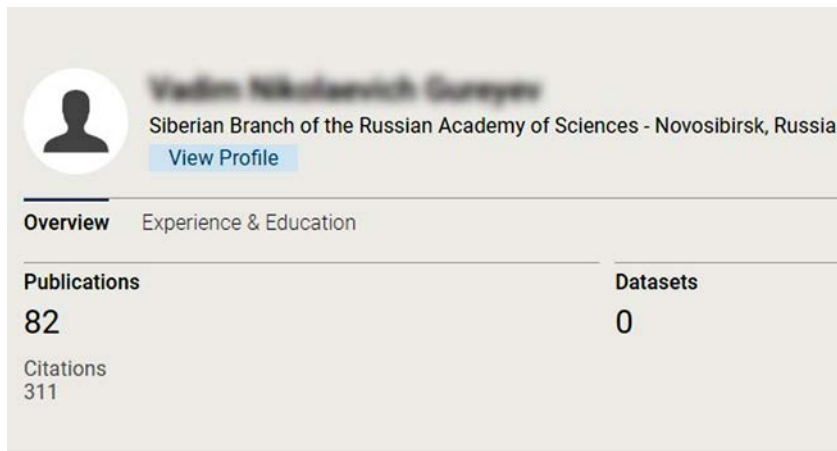 Siberian Branch of the Russian Academy of Sciences - Novosibirsk, Russia
View Profile
Overview Experience & Education
Publications Datasets
82 0
Citations
311